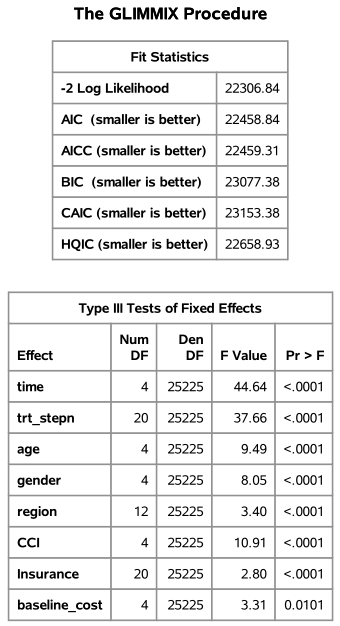 The GLIMMIX Procedure
Fit Statistics
-2 Log Likelihood 22306.84
AIC (smaller is better) 22458.84
AICC (smaller is better) 22459.31
BIC (smaller is better) 23077.38
CAIC (smaller is better) 23153.38
HQIC (smaller is better) 22658.93
Type III Tests of Fixed Effects
Effect Num DF Den DF F Value Pr > F
time 4 25225 44.64 <.0001
trt_stepn 20 25225 37.66 <.0001
age 4 25225 9.49 <.0001
gender 4 25225 8.05 <.0001
region 12 25225 3.40 <.0001
CCI 4 25225 10.91 <.0001
Insurance 20 25225 2.80 <.0001
baseline_cost 4 25225 3.31 0.0101